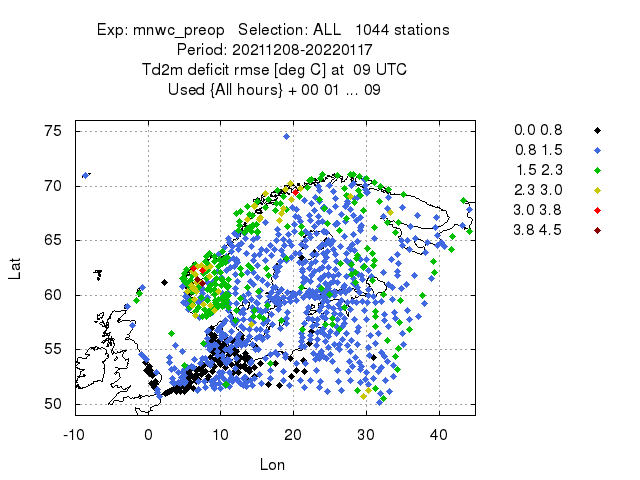 Exp: mnwc_preop   Selection: ALL   1044 stations
Period: 20211208-20220117
Td2m deficit rmse [deg C] at  09 UTC
Used {All hours} + 00 01 ... 09
75
70
65
60
55
50
Lat
-10 0 10 20 30 40
Lon
0.0 0.8
0.8 1.5
1.5 2.3
2.3 3.0
3.0 3.8
3.8 4.5